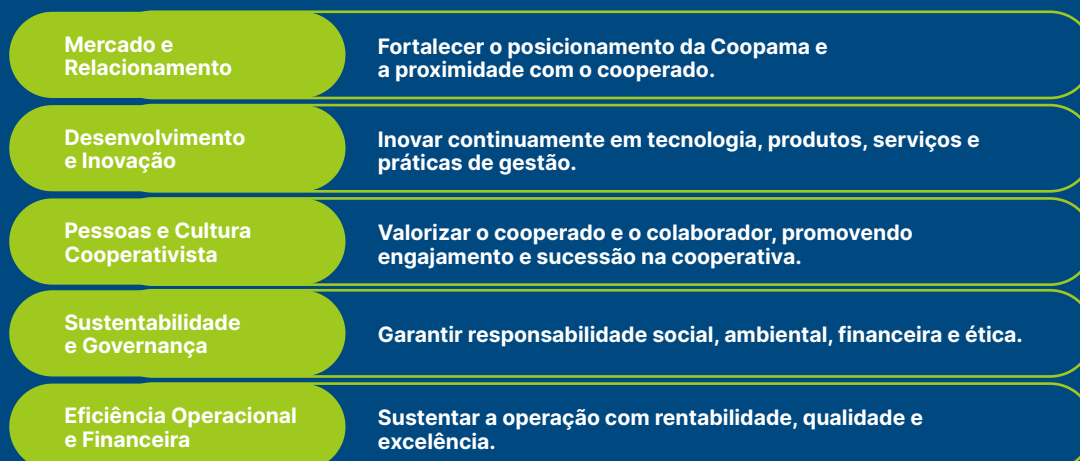 Mercado e
Relacionamento
Fortalecer o posicionamento da Coopama e
a proximidade com o cooperado.
Desenvolvimento
e Inovação
Inovar continuamente em tecnologia, produtos, serviços e
práticas de gestão.
Pessoas e Cultura
Cooperativista
Valorizar o cooperado e o colaborador, promovendo
engajamento e sucessão na cooperativa.
Sustentabilidade
e Governança
Garantir responsabilidade social, ambiental, financeira e ética.
Eficiência Operacional
e Financeira
Sustentar a operação com rentabilidade, qualidade e
excelência.